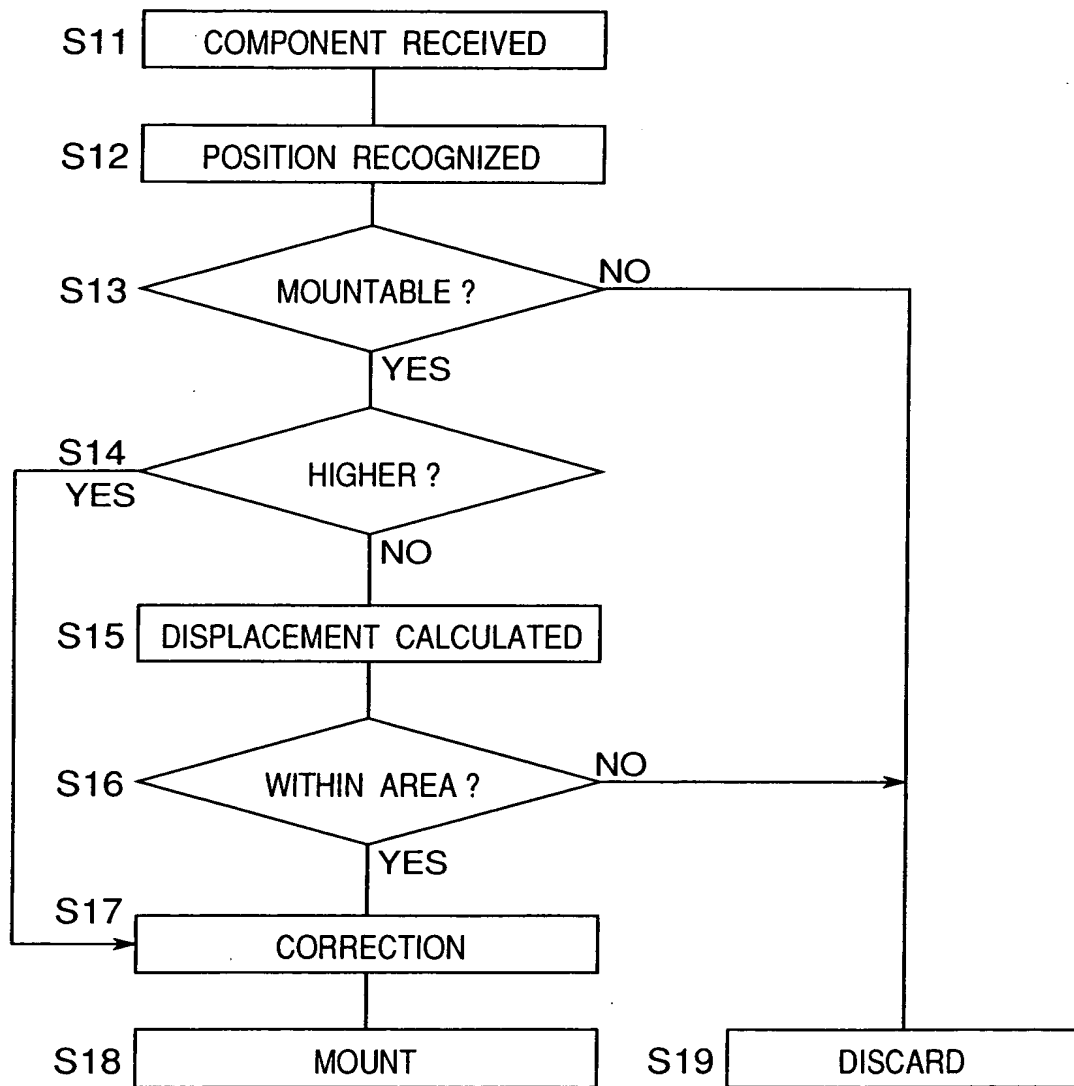 S11 COMPONENT RECEIVED
S12 POSITION RECOGNIZED
S13 MOUNTABLE ? NO
YES
S14 HIGHER ?
YES
NO
S15 DISPLACEMENT CALCULATED
S16 WITHIN AREA ? NO
YES
S17 CORRECTION
S18 MOUNT S19 DISCARD